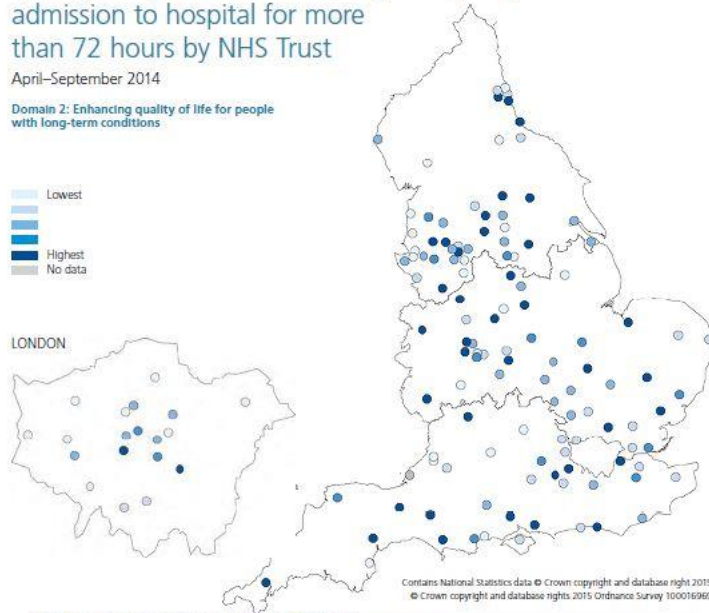 admission to hospital for more
than 72 hours by NHS Trust
April–September 2014
Domain 2: Enhancing quality of life for people
with long-term conditions
Lowest
Highest
No data
LONDON
Contains National Statistics data © Crown copyright and database right 2015
© Crown copyright and database rights 2015 Ordnance Survey 100016969